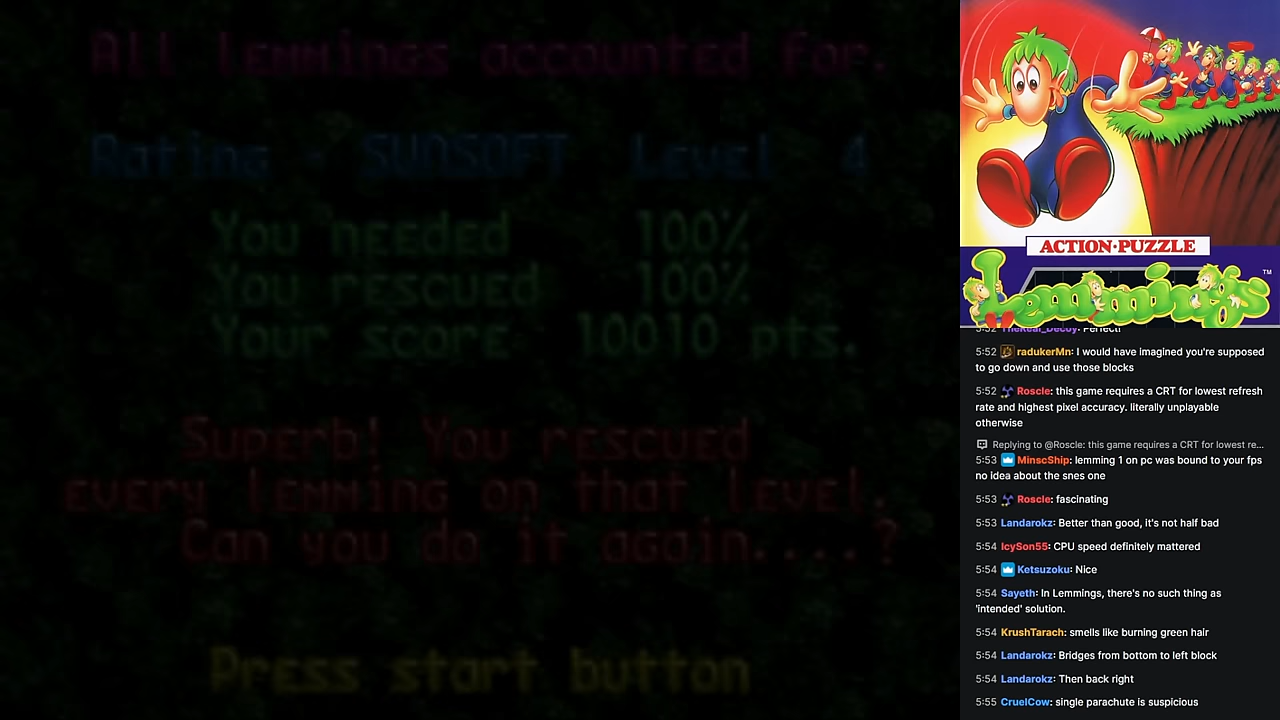 All lemmings accounted for.
Rating - SUNSOFT Level 4
You needed 100%
You rescued 100%
Your score 10010 pts.
Superb! You rescued
every lemming on that level.
Can you do it again....?
Press start button
ACTION·PUZZLE
Lemmings ™
5:52 TheReal_Decoy: Perfect!
5:52 radukerMn: I would have imagined you're supposed
to go down and use those blocks
5:52 Roscle: this game requires a CRT for lowest refresh
rate and highest pixel accuracy. literally unplayable
otherwise
Replying to @Roscle: this game requires a CRT for lowest re...
5:53 MinscShip: lemming 1 on pc was bound to your fps
no idea about the snes one
5:53 Roscle: fascinating
5:53 Landarokz: Better than good, it's not half bad
5:54 IcySon55: CPU speed definitely mattered
5:54 Ketsuzoku: Nice
5:54 Sayeth: In Lemmings, there's no such thing as
'intended' solution.
5:54 KrushTarach: smells like burning green hair
5:54 Landarokz: Bridges from bottom to left block
5:54 Landarokz: Then back right
5:55 CruelCow: single parachute is suspicious